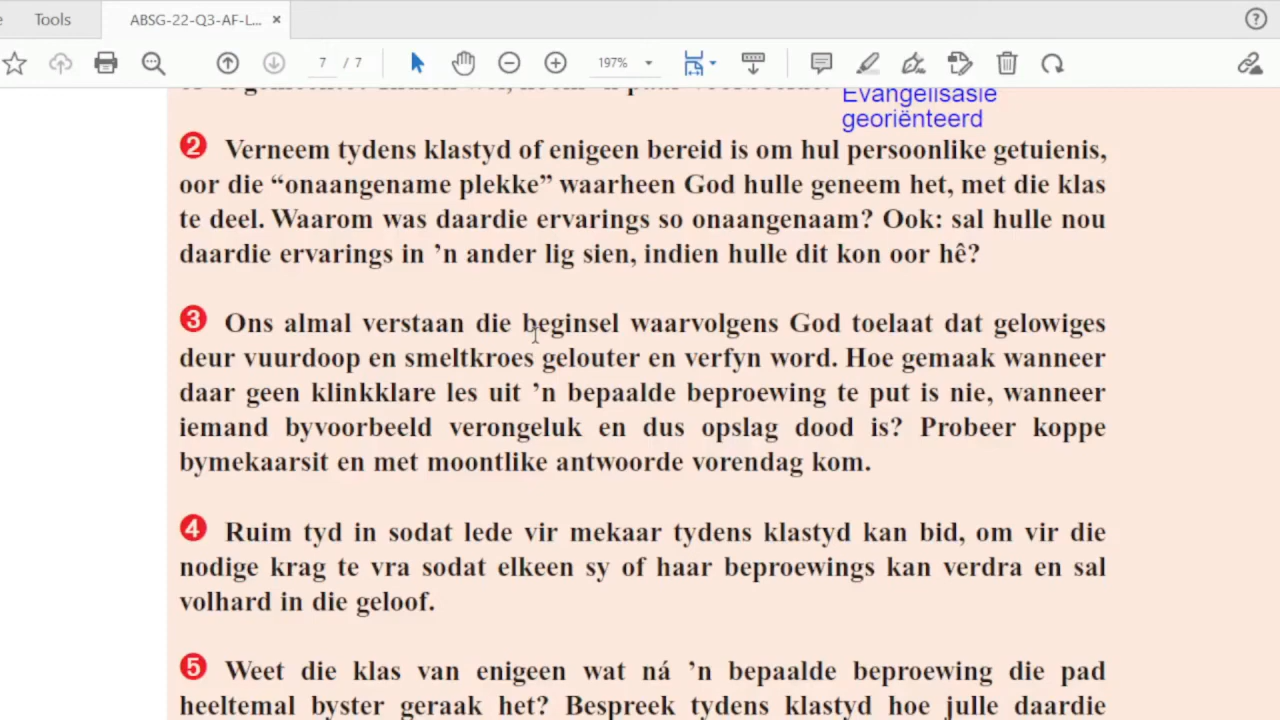 Tools
ABSG-22-Q3-AF-L... ×
7 / 7
197%
Evangelisasie
georiënteerd
2 Verneem tydens klastyd of enigeen bereid is om hul persoonlike getuienis,
oor die “onaangename plekke” waarheen God hulle geneem het, met die klas
te deel. Waarom was daardie ervarings so onaangenaam? Ook: sal hulle nou
daardie ervarings in ’n ander lig sien, indien hulle dit kon oor hê?
3 Ons almal verstaan die beginsel waarvolgens God toelaat dat gelowiges
deur vuurdoop en smeltkroes gelouter en verfyn word. Hoe gemaak wanneer
daar geen klinkklare les uit ’n bepaalde beproewing te put is nie, wanneer
iemand byvoorbeeld verongeluk en dus opslag dood is? Probeer koppe
bymekaarsit en met moontlike antwoorde vorendag kom.
4 Ruim tyd in sodat lede vir mekaar tydens klastyd kan bid, om vir die
nodige krag te vra sodat elkeen sy of haar beproewings kan verdra en sal
volhard in die geloof.
5 Weet die klas van enigeen wat ná ’n bepaalde beproewing die pad
heeltemal byster geraak het? Bespreek tydens klastyd hoe julle daardie